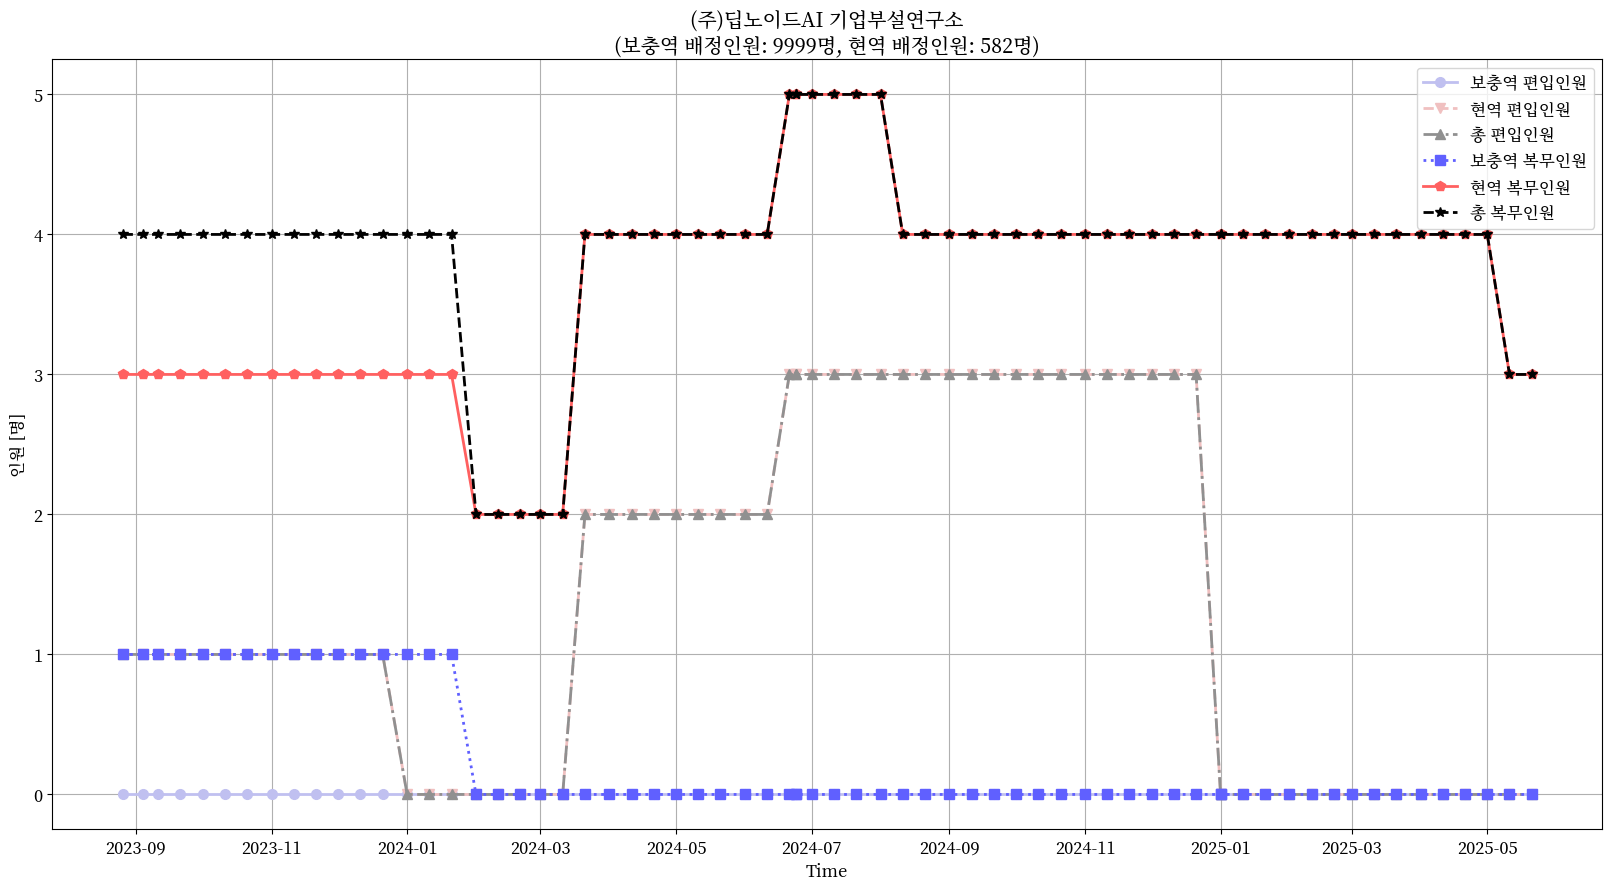 (주)딥노이드AI 기업부설연구소
(보충역 배정인원: 9999명, 현역 배정인원: 582명)
보충역 편입인원
현역 편입인원
총 편입인원
보충역 복무인원
현역 복무인원
총 복무인원
인원 [명]
5
4
3
2
1
0
2023-09 2023-11 2024-01 2024-03 2024-05 2024-07 2024-09 2024-11 2025-01 2025-03 2025-05
Time